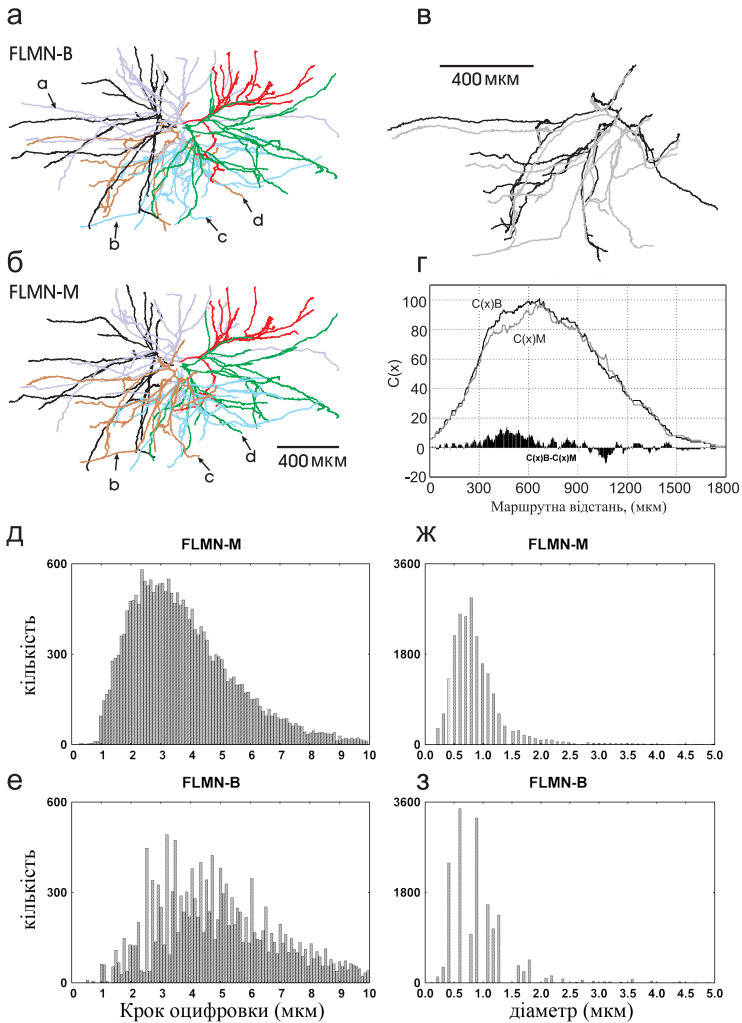 а
FLMN-B
a
b
c
d
б
FLMN-M
b
c
d
400 мкм
в
400 мкм
г
C(x)B
C(x)M
C(x)B-C(x)M
C(x)
100
80
60
40
20
0
-20
0 300 600 900 1200 1500 1800
Маршрутна відстань, (мкм)
д
FLMN-M
600
300
0
кількість
0 1 2 3 4 5 6 7 8 9 10
ж
FLMN-M
3600
1800
0
0.0 0.5 1.0 1.5 2.0 2.5 3.0 3.5 4.0 4.5 5.0
е
FLMN-B
600
300
0
кількість
0 1 2 3 4 5 6 7 8 9 10
Крок оцифровки (мкм)
з
FLMN-B
3600
1800
0
0.0 0.5 1.0 1.5 2.0 2.5 3.0 3.5 4.0 4.5 5.0
діаметр (мкм)